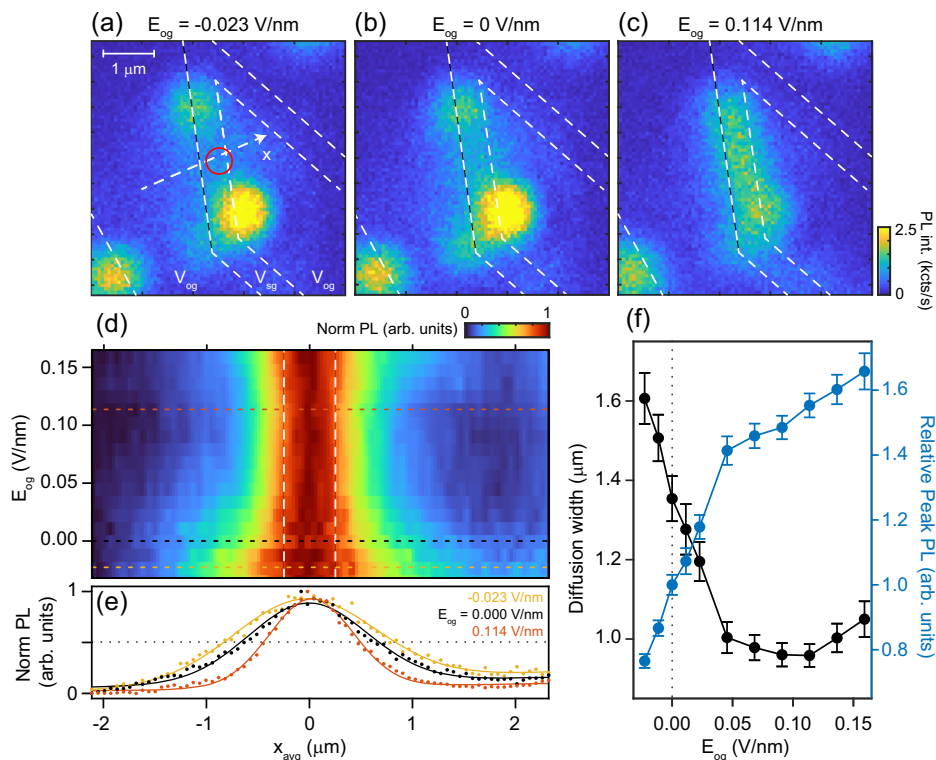 (a) E_og = -0.023 V/nm
(b) E_og = 0 V/nm
(c) E_og = 0.114 V/nm
1 μm
x
V_og V_sg V_og
2.5
0
PL int. (kcts/s)
(d) Norm PL (arb. units) 0 1
0.15
0.10
0.05
0.00
E_og (V/nm)
(e)
1
0
Norm PL
(arb. units)
-0.023 V/nm
E_og = 0.000 V/nm
0.114 V/nm
-2 -1 0 1 2
x_avg (μm)
(f)
1.6
1.4
1.2
1.0
Diffusion width (μm)
1.6
1.4
1.2
1.0
0.8
Relative Peak PL (arb. units)
0.00 0.05 0.10 0.15
E_og (V/nm)